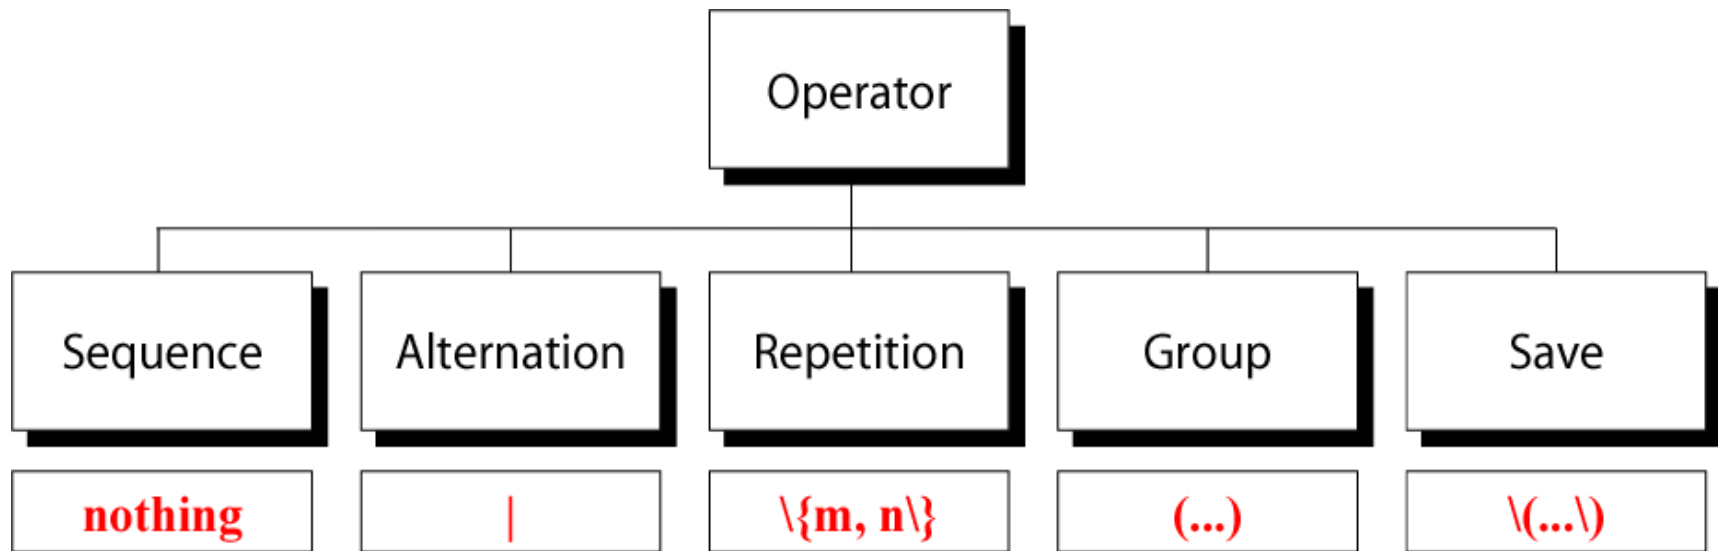 Operator
Sequence
Alternation
Repetition
Group
Save
nothing
|
\{m, n\}
(...)
\(...\)